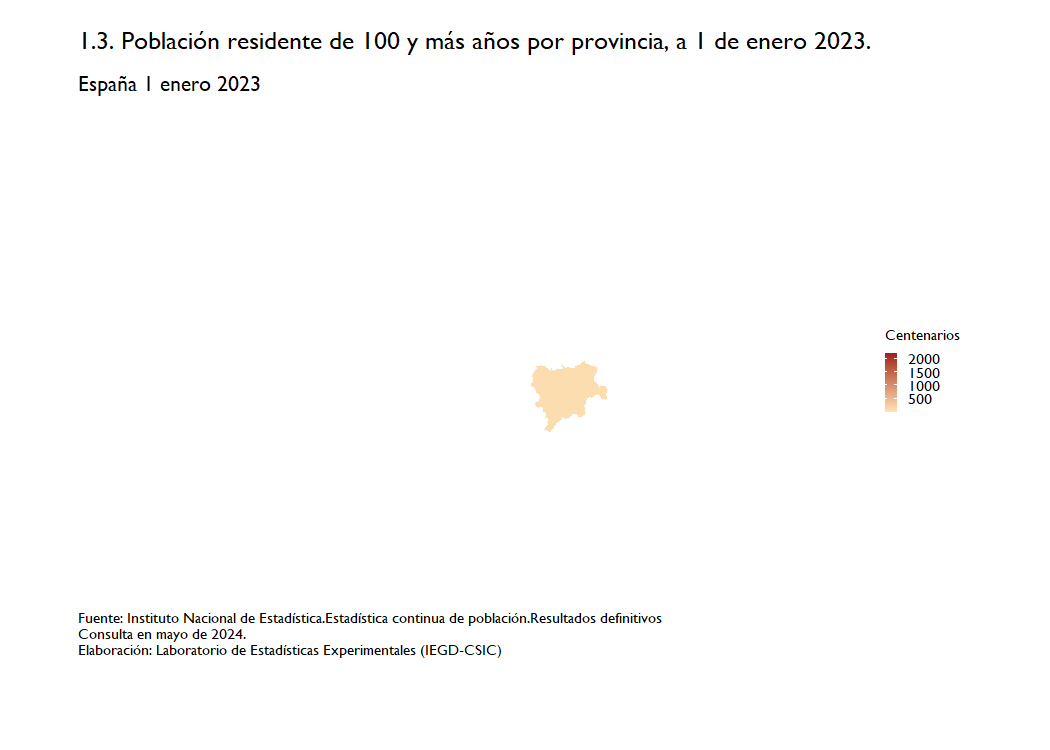 1.3. Población residente de 100 y más años por provincia, a 1 de enero 2023.
España 1 enero 2023
Centenarios
2000
1500
1000
500
Fuente: Instituto Nacional de Estadística.Estadística continua de población.Resultados definitivos
Consulta en mayo de 2024.
Elaboración: Laboratorio de Estadísticas Experimentales (IEGD-CSIC)